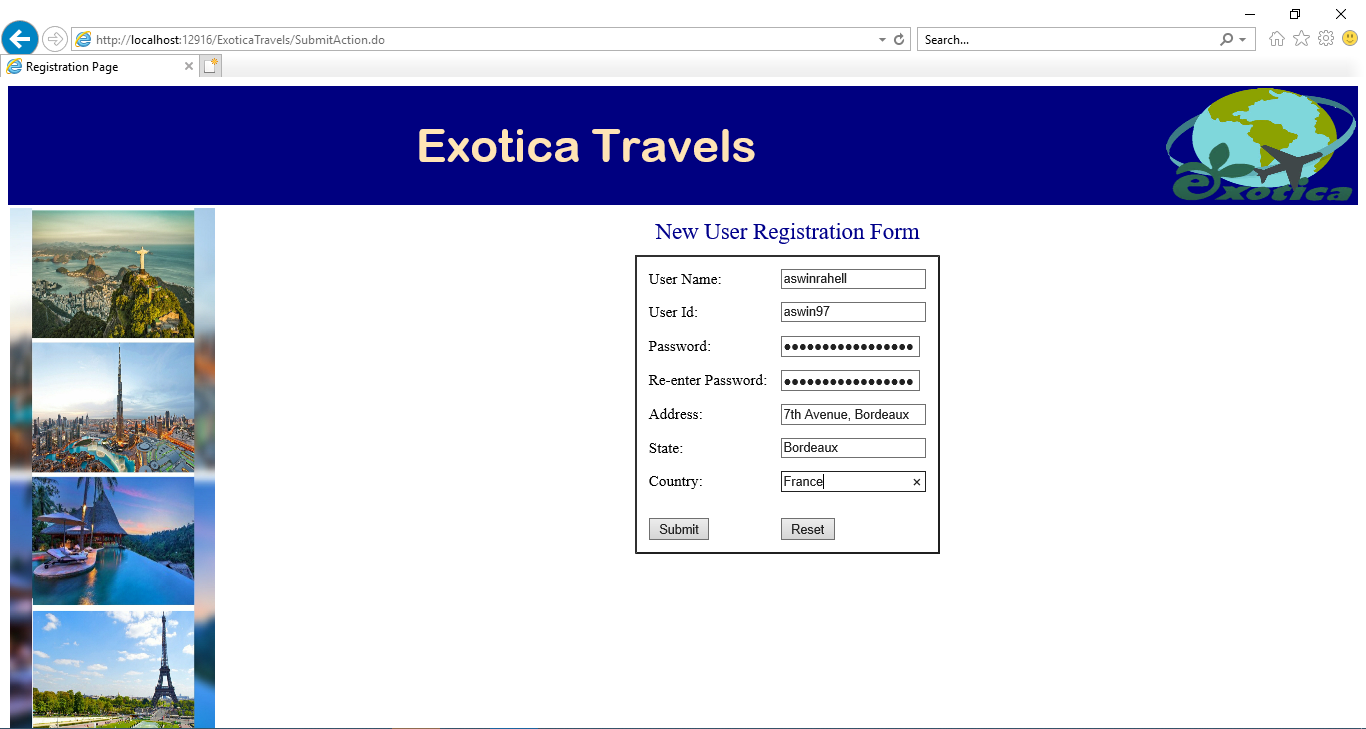 http://localhost:12916/ExoticaTravels/SubmitAction.do
Search...
Registration Page
Exotica Travels
exotica
New User Registration Form
User Name: aswinrahell
User Id: aswin97
Password: •••••••••••••••••
Re-enter Password: •••••••••••••••••
Address: 7th Avenue, Bordeaux
State: Bordeaux
Country: France
Submit Reset